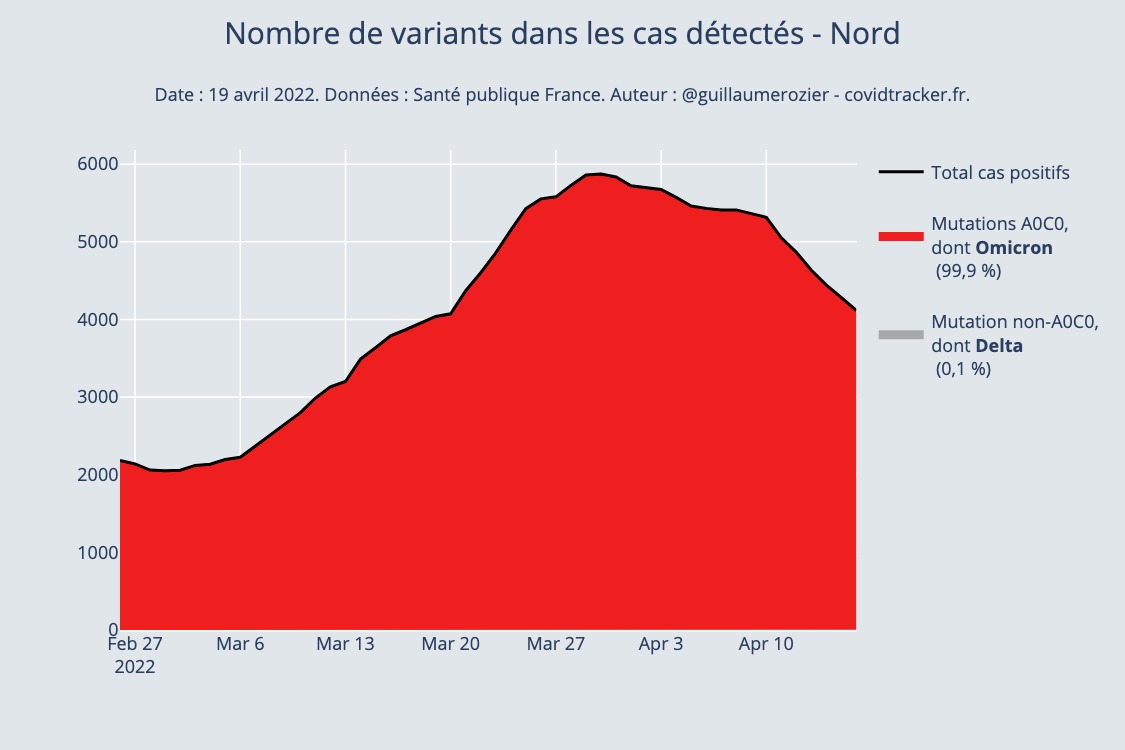 Nombre de variants dans les cas détectés - Nord
Date : 19 avril 2022. Données : Santé publique France. Auteur : @guillaumerozier - covidtracker.fr.
6000
5000
4000
3000
2000
1000
0
Feb 27
2022
Mar 6
Mar 13
Mar 20
Mar 27
Apr 3
Apr 10
Total cas positifs
Mutations A0C0,
dont Omicron
(99,9 %)
Mutation non-A0C0,
dont Delta
(0,1 %)